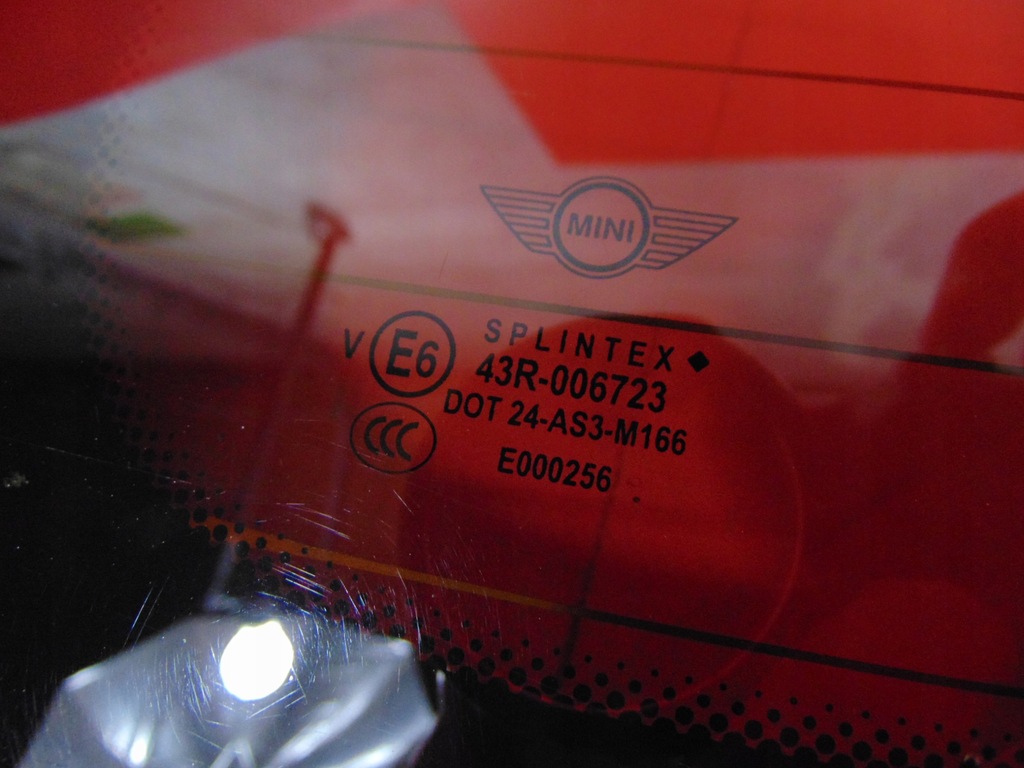 MINI
SPLINTEX
V E6 43R-006723
CCC DOT 24-AS3-M166
E000256